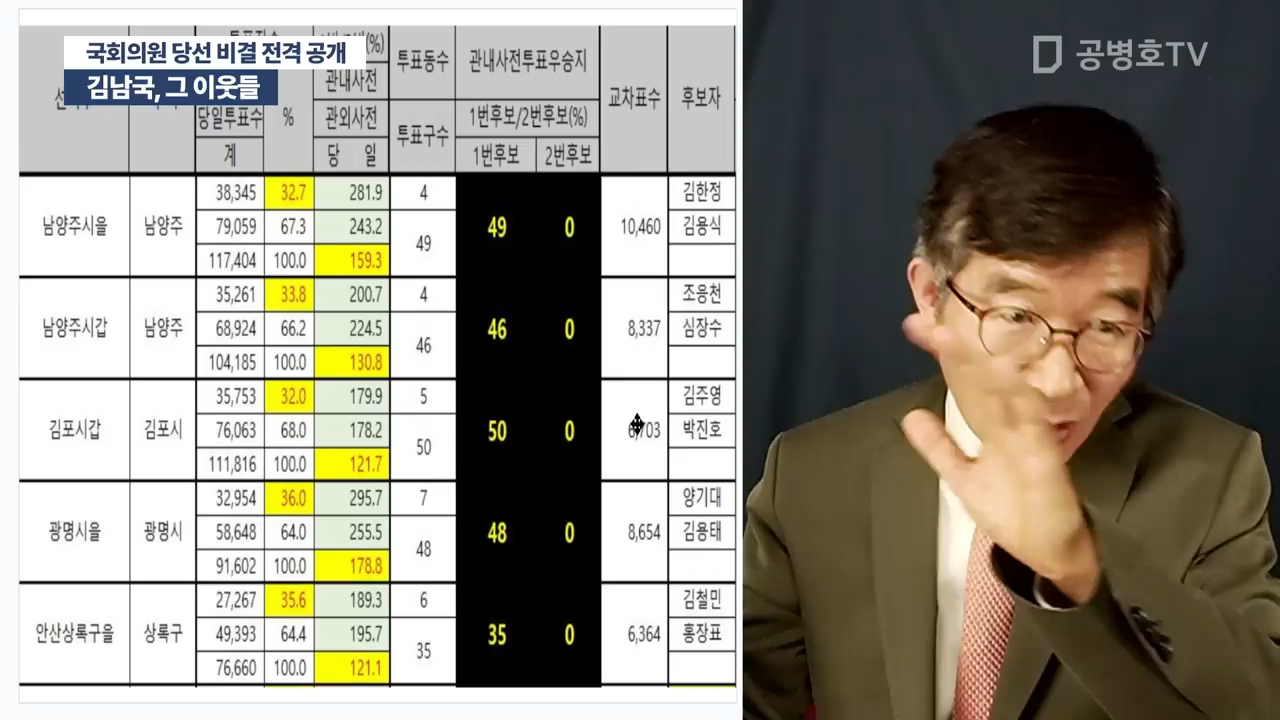 국회의원 당선 비결 전격 공개
김남국, 그 이웃들
공병호TV
(%)
관내사전
투표동수
관내사전투표우승지
교차표수
후보자
당일투표수
%
관외사전
투표구수
1번후보/2번후보(%)
계
당 일
1번후보
2번후보
남양주시을 남양주 38,345 32.7 281.9 4 49 0 10,460 김한정
79,059 67.3 243.2 49 김용식
117,404 100.0 159.3
남양주시갑 남양주 35,261 33.8 200.7 4 46 0 8,337 조응천
68,924 66.2 224.5 46 심장수
104,185 100.0 130.8
김포시갑 김포시 35,753 32.0 179.9 5 50 0 김주영
76,063 68.0 178.2 50 박진호
111,816 100.0 121.7
광명시을 광명시 32,954 36.0 295.7 7 48 0 8,654 양기대
58,648 64.0 255.5 48 김용태
91,602 100.0 178.8
안산상록구을 상록구 27,267 35.6 189.3 6 35 0 6,364 김철민
49,393 64.4 195.7 35 홍장표
76,660 100.0 121.1